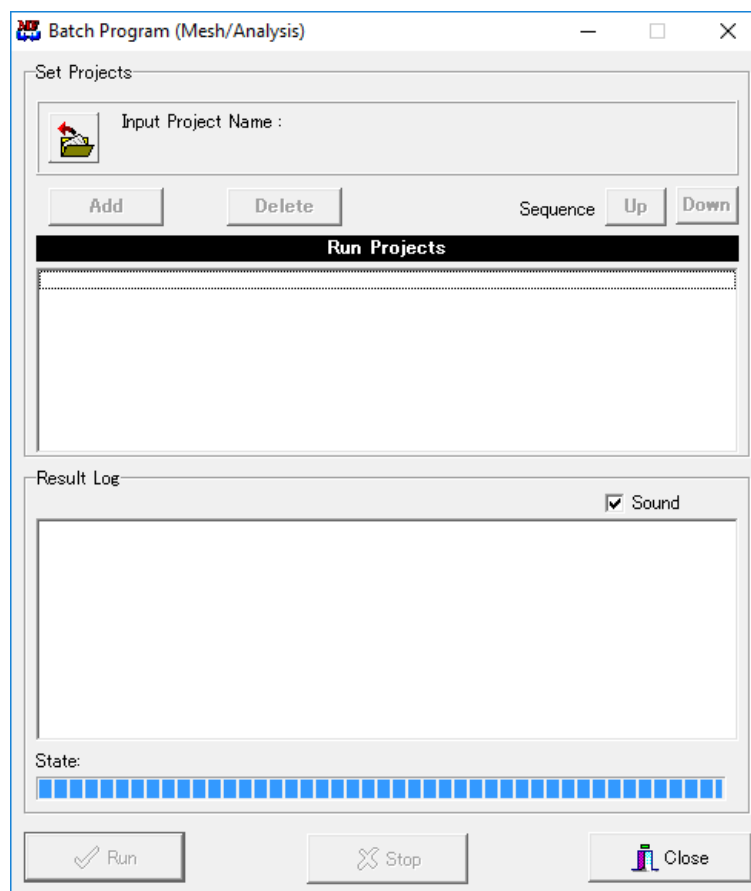 Batch Program (Mesh/Analysis)
Set Projects
Input Project Name :
Add Delete Sequence Up Down
Run Projects
Result Log
Sound
State:
Run Stop Close